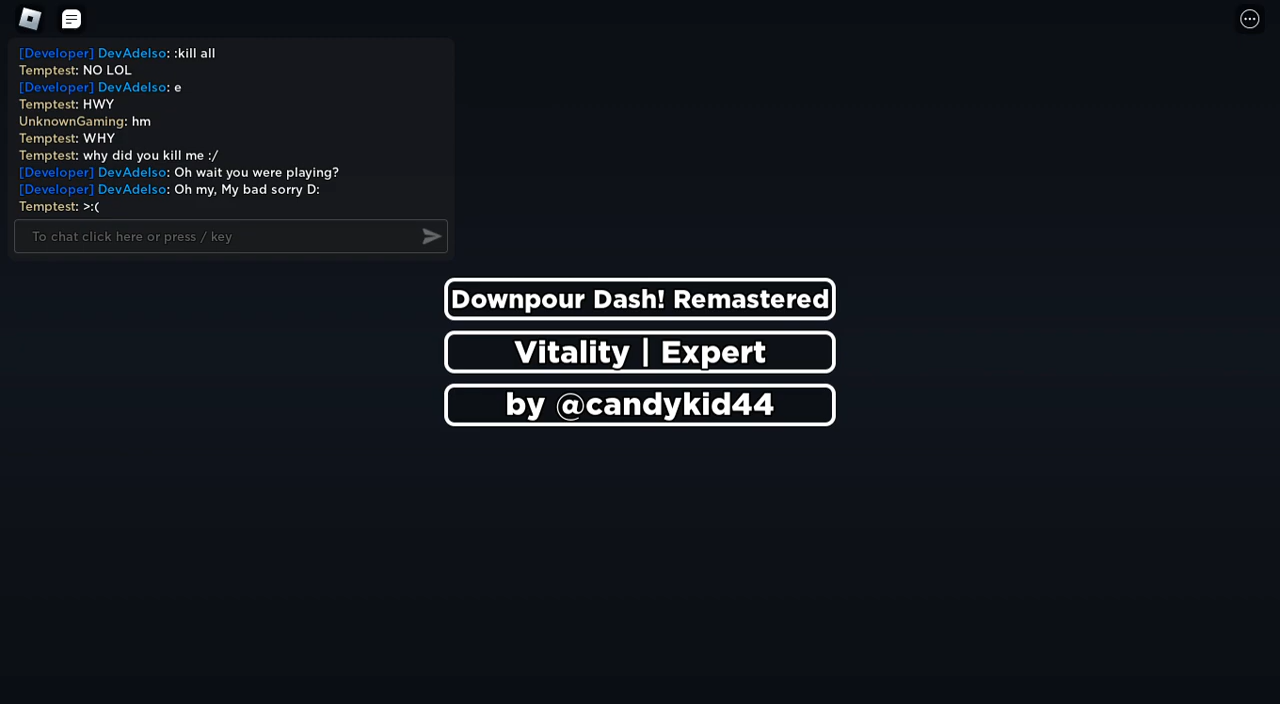 [Developer] DevAdelso: :kill all
Temptest: NO LOL
[Developer] DevAdelso: e
Temptest: HWY
UnknownGaming: hm
Temptest: WHY
Temptest: why did you kill me :/
[Developer] DevAdelso: Oh wait you were playing?
[Developer] DevAdelso: Oh my, My bad sorry D:
Temptest: >:(
To chat click here or press / key
Downpour Dash! Remastered
Vitality | Expert
by @candykid44